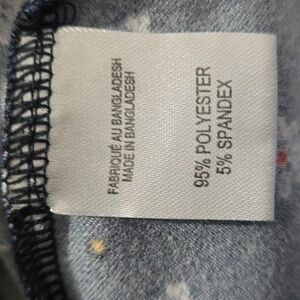 FABRIQUÉ AU BANGLADESH
MADE IN BANGLADESH
95% POLYESTER
5% SPANDEX